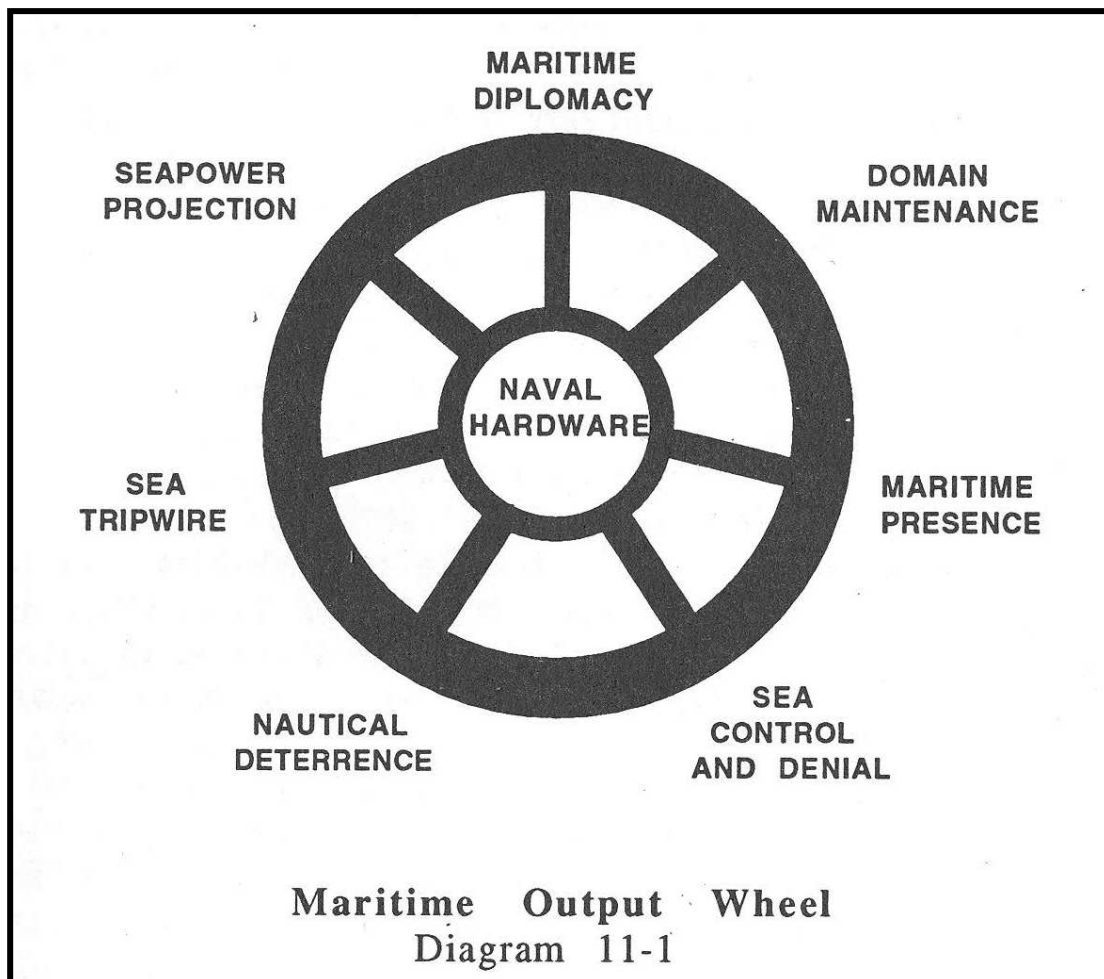 MARITIME
DIPLOMACY
SEAPOWER
PROJECTION
DOMAIN
MAINTENANCE
NAVAL
HARDWARE
SEA
TRIPWIRE
MARITIME
PRESENCE
NAUTICAL
DETERRENCE
SEA
CONTROL
AND DENIAL
Maritime Output Wheel
Diagram 11-1